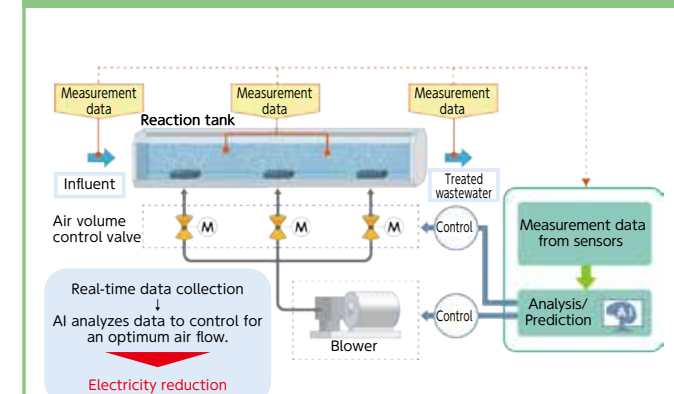 Measurement
data
Measurement
data
Measurement
data
Reaction tank
Influent
Treated
wastewater
Air volume
control valve
M
M
M
Control
Measurement data
from sensors
Real-time data collection
↓
AI analyzes data to control for
an optimum air flow.
Electricity reduction
Blower
Control
Analysis/
Prediction
AI